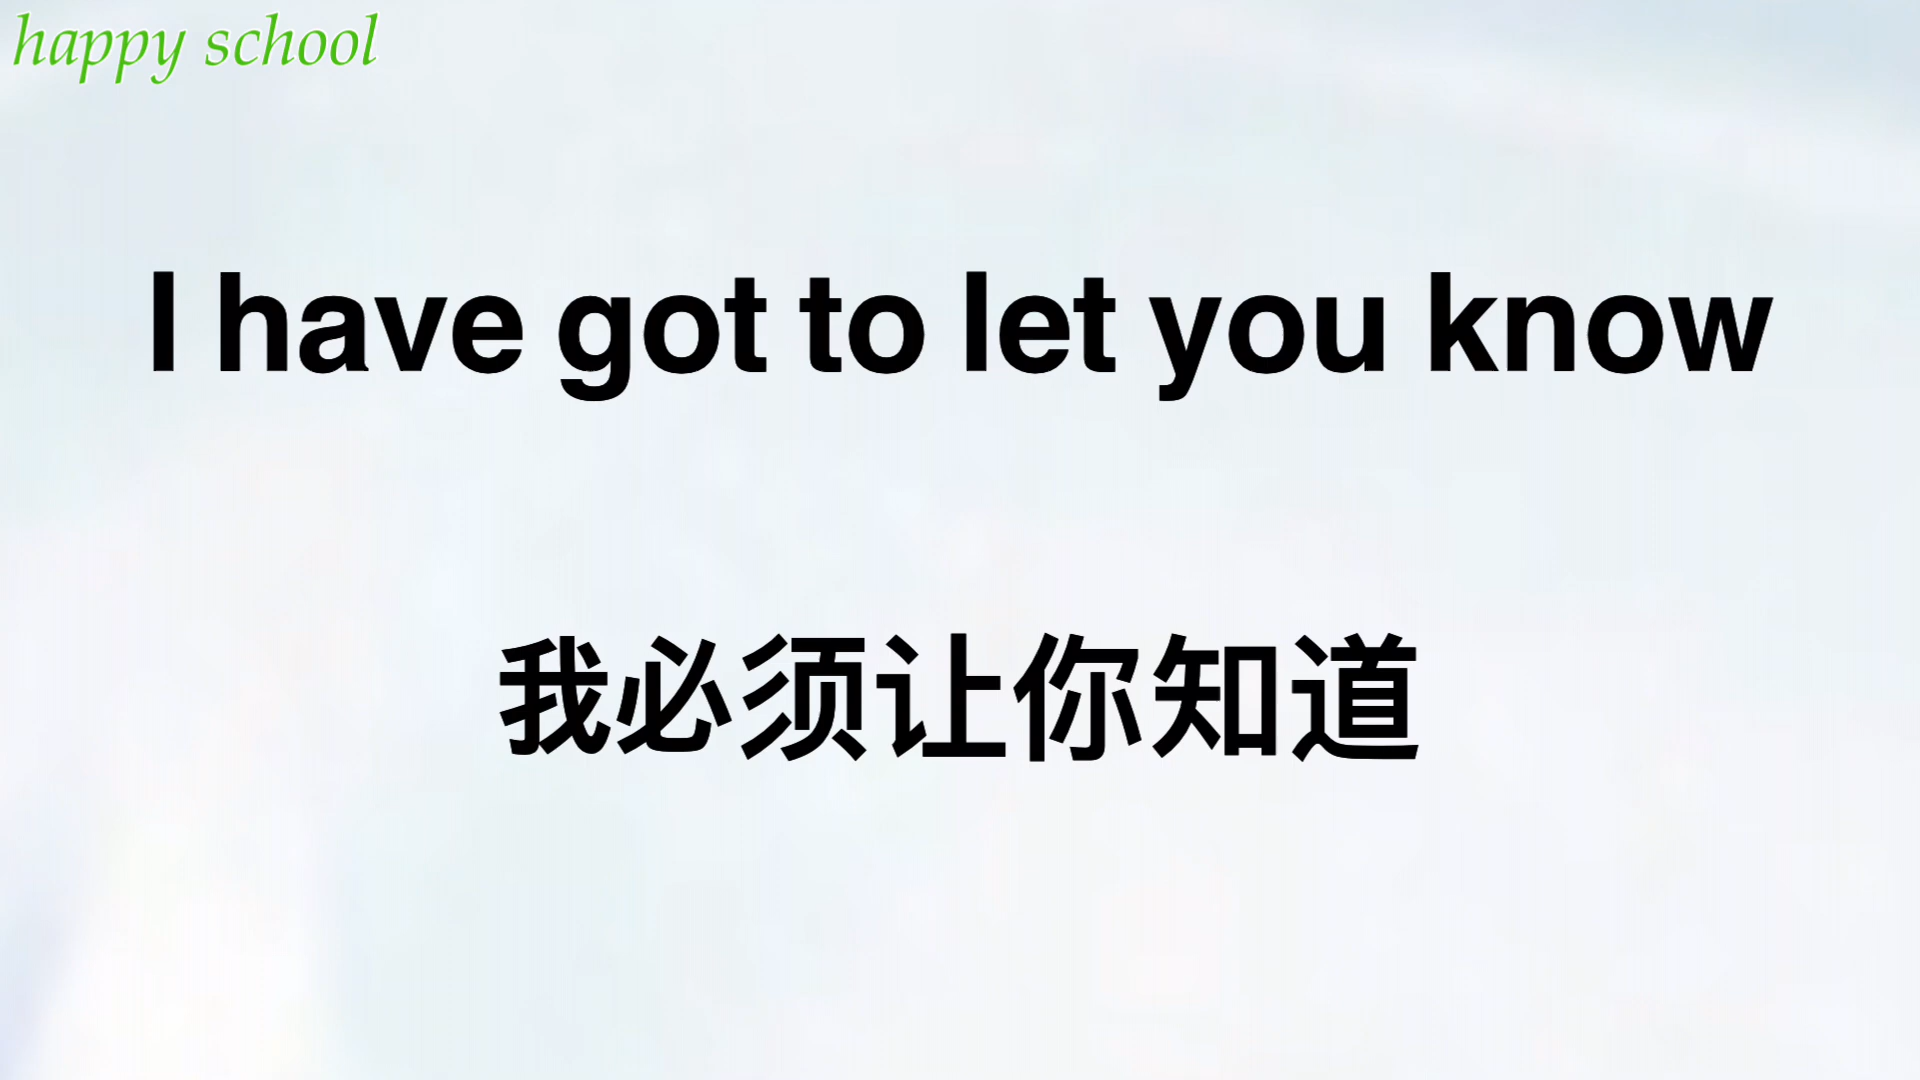 happy school
I have got to let you know
我必须让你知道